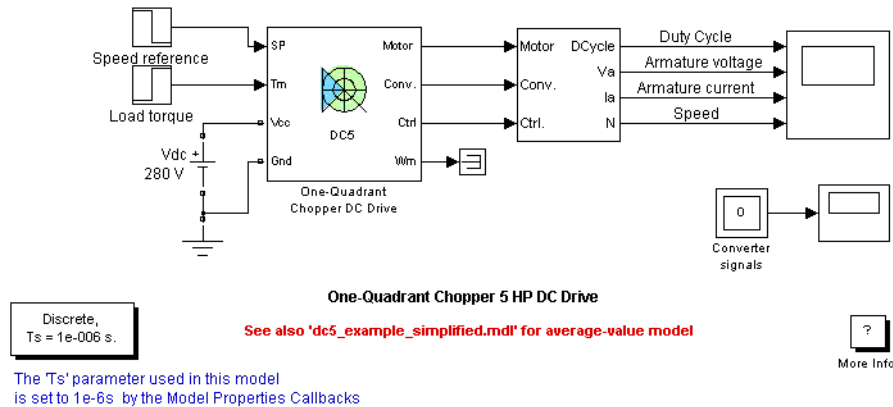 Speed reference
Load torque
Vdc +
280 V
SP
Tm
Vcc
Gnd
DC5
Motor
Conv.
Ctrl
Wm
One-Quadrant
Chopper DC Drive
Motor
Conv.
Ctrl.
DCycle
Va
Ia
N
Duty Cycle
Armature voltage
Armature current
Speed
0
Converter
signals
One-Quadrant Chopper 5 HP DC Drive
See also 'dc5_example_simplified.mdl' for average-value model
Discrete,
Ts = 1e-006 s.
?
More Info
The 'Ts' parameter used in this model
is set to 1e-6s by the Model Properties Callbacks